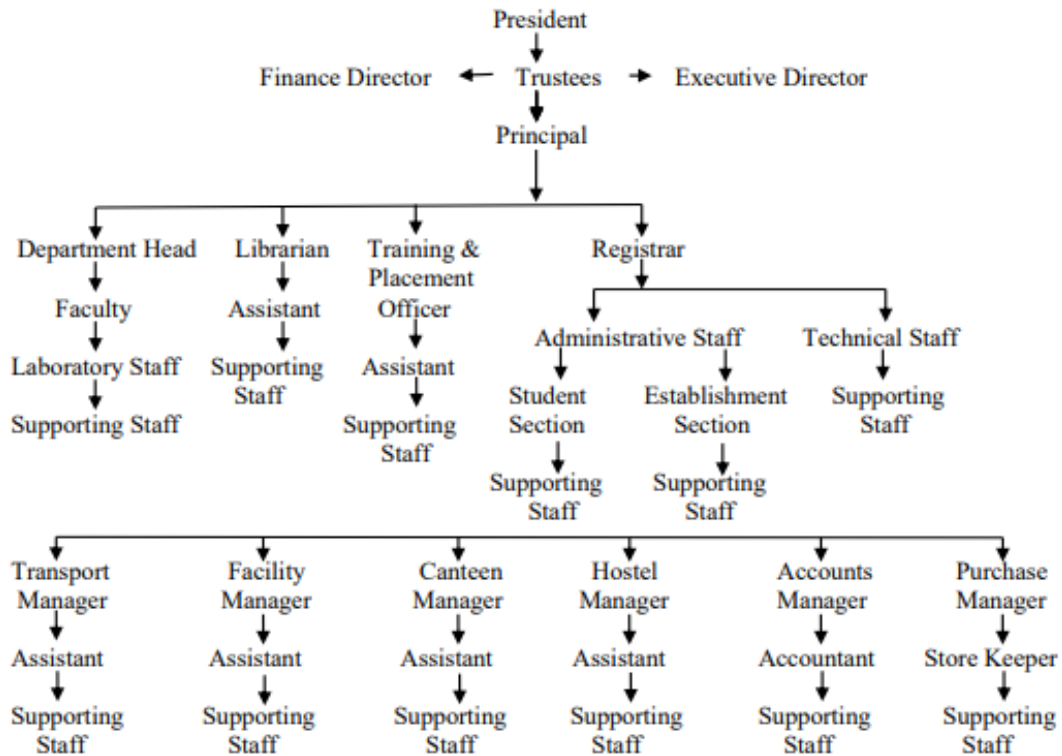 President
Finance Director Trustees Executive Director
Principal
Department Head Librarian Training & Registrar
Placement
Faculty Assistant Officer
Administrative Staff Technical Staff
Laboratory Staff Supporting Assistant
Staff Student Establishment Supporting
Supporting Staff Supporting Section Section Staff
Staff
Supporting Supporting
Staff Staff
Transport Facility Canteen Hostel Accounts Purchase
Manager Manager Manager Manager Manager Manager
Assistant Assistant Assistant Assistant Accountant Store Keeper
Supporting Supporting Supporting Supporting Supporting Supporting
Staff Staff Staff Staff Staff Staff